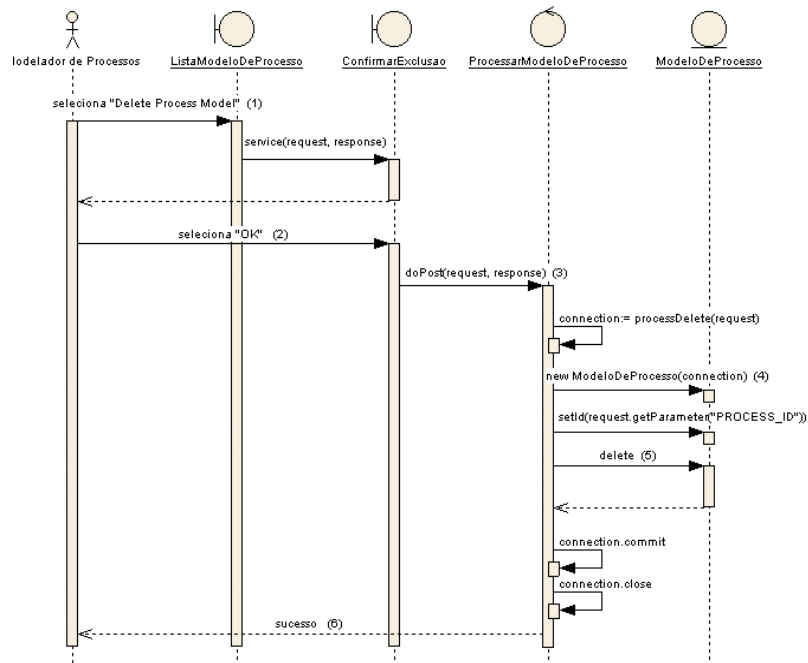 lodelador de Processos
ListaModeloDeProcesso
ConfirmarExclusao
ProcessarModeloDeProcesso
ModeloDeProcesso
seleciona "Delete Process Model" (1)
service(request, response)
seleciona "OK" (2)
doPost(request, response) (3)
connection:= processDelete(request)
new ModeloDeProcesso(connection) (4)
setId(request.getParameter("PROCESS_ID"))
delete (5)
connection.commit
connection.close
sucesso (6)